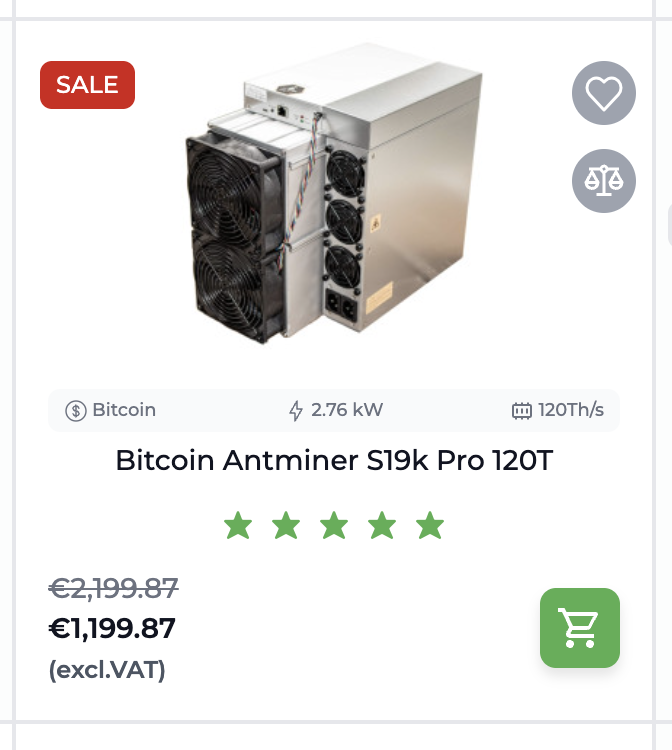 SALE
Bitcoin
2.76 kW
120Th/s
Bitcoin Antminer S19k Pro 120T
€2,199.87
€1,199.87
(excl.VAT)